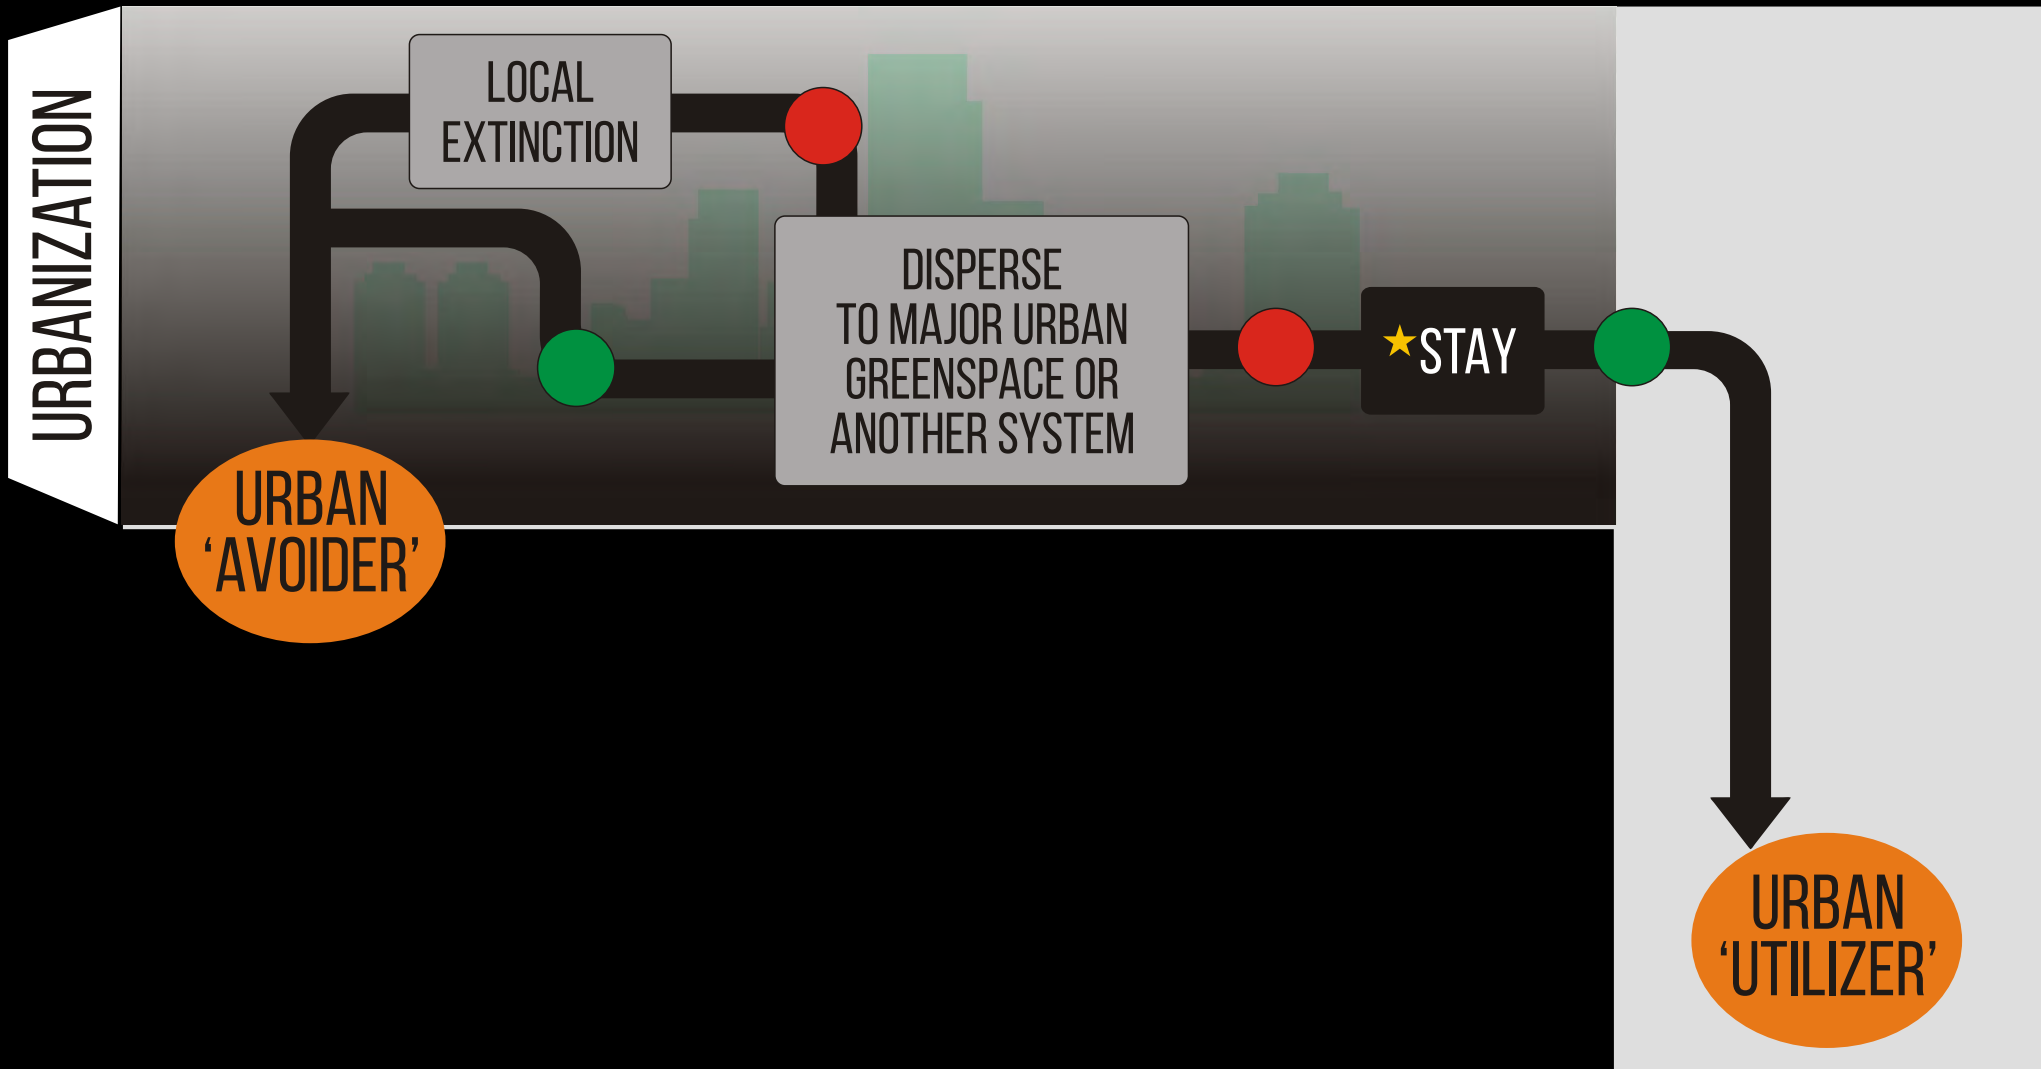 URBANIZATION
LOCAL
EXTINCTION
DISPERSE
TO MAJOR URBAN
GREENSPACE OR
ANOTHER SYSTEM
STAY
URBAN
‘AVOIDER’
URBAN
‘UTILIZER’